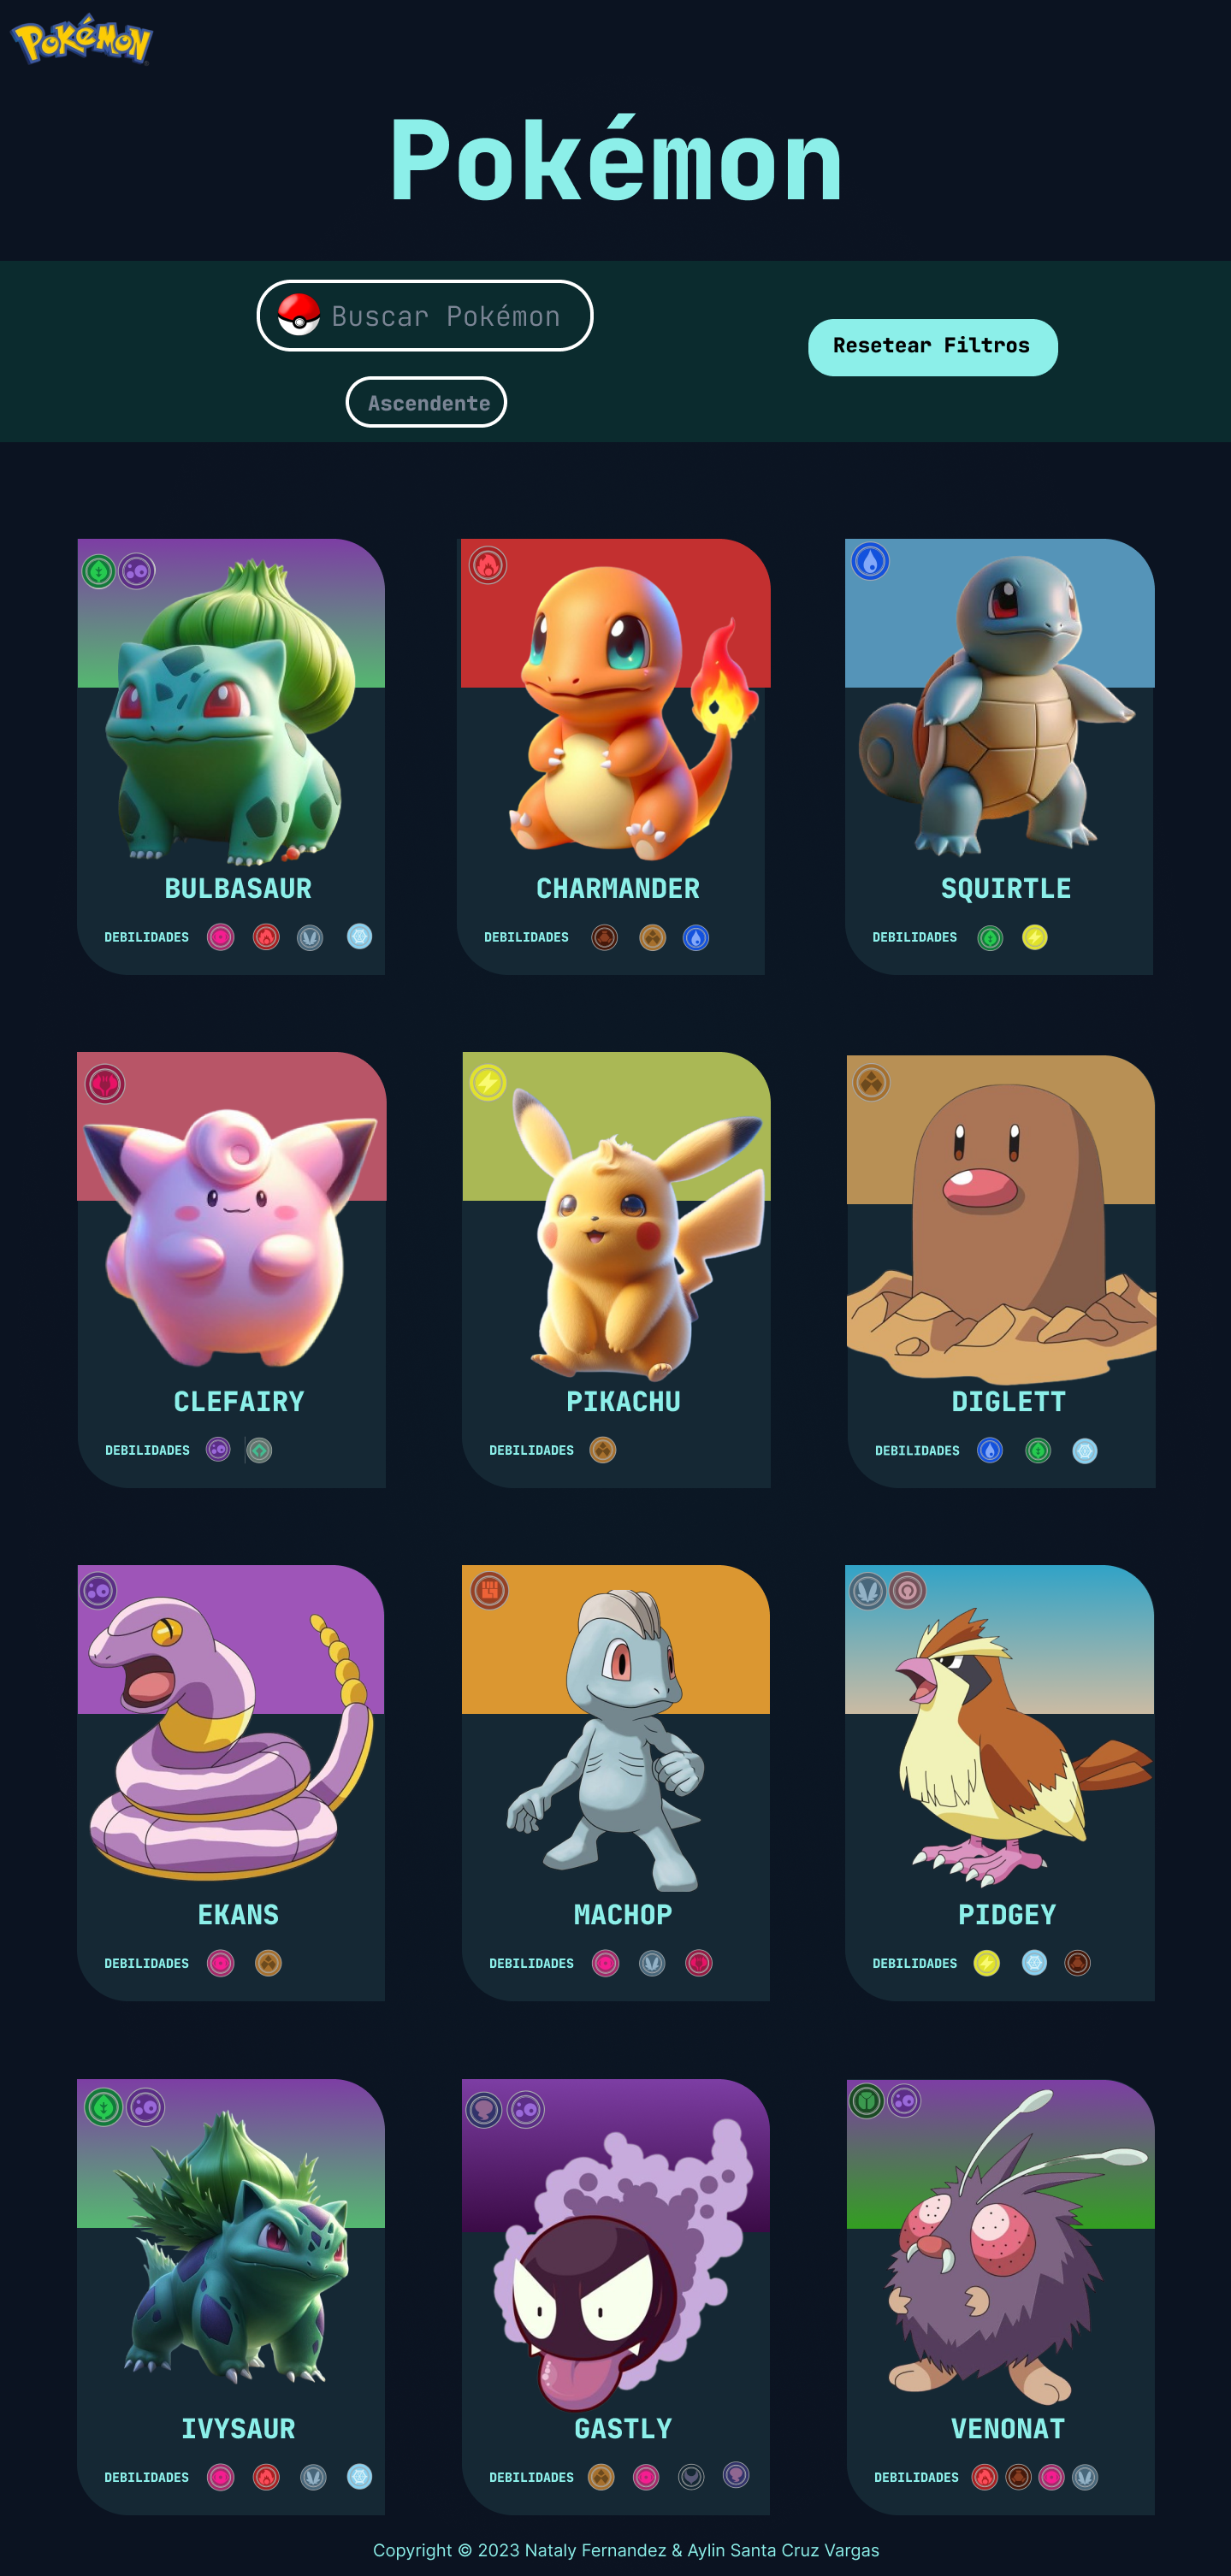 POKéMON
Pokémon
Buscar Pokémon
Resetear Filtros
Ascendente
BULBASAUR
DEBILIDADES
CHARMANDER
DEBILIDADES
SQUIRTLE
DEBILIDADES
CLEFAIRY
DEBILIDADES
PIKACHU
DEBILIDADES
DIGLETT
DEBILIDADES
EKANS
DEBILIDADES
MACHOP
DEBILIDADES
PIDGEY
DEBILIDADES
IVYSAUR
DEBILIDADES
GASTLY
DEBILIDADES
VENONAT
DEBILIDADES
Copyright © 2023 Nataly Fernandez & Aylin Santa Cruz Vargas